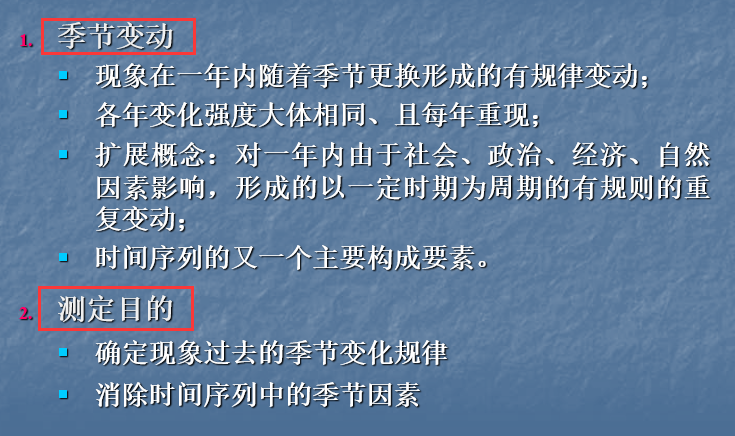 1. 季节变动
现象在一年内随着季节更换形成的有规律变动；
各年变化强度大体相同、且每年重现；
扩展概念：对一年内由于社会、政治、经济、自然
因素影响，形成的以一定时期为周期的有规则的重
复变动；
时间序列的又一个主要构成要素。
2. 测定目的
确定现象过去的季节变化规律
消除时间序列中的季节因素